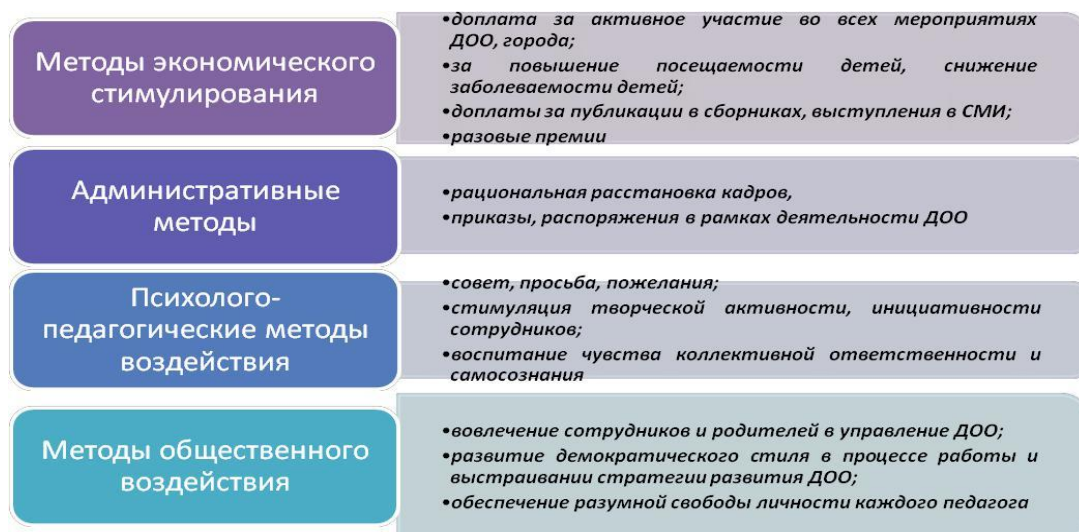 Методы экономического
стимулирования
•доплата за активное участие во всех мероприятиях
ДОО, города;
•за повышение посещаемости детей, снижение
заболеваемости детей;
•доплаты за публикации в сборниках, выступления в СМИ;
•разовые премии
Административные
методы
•рациональная расстановка кадров,
•приказы, распоряжения в рамках деятельности ДОО
Психолого-
педагогические методы
воздействия
•совет, просьба, пожелания;
•стимуляция творческой активности, инициативности
сотрудников;
•воспитание чувства коллективной ответственности и
самосознания
Методы общественного
воздействия
•вовлечение сотрудников и родителей в управление ДОО;
•развитие демократического стиля в процессе работы и
выстраивании стратегии развития ДОО;
•обеспечение разумной свободы личности каждого педагога